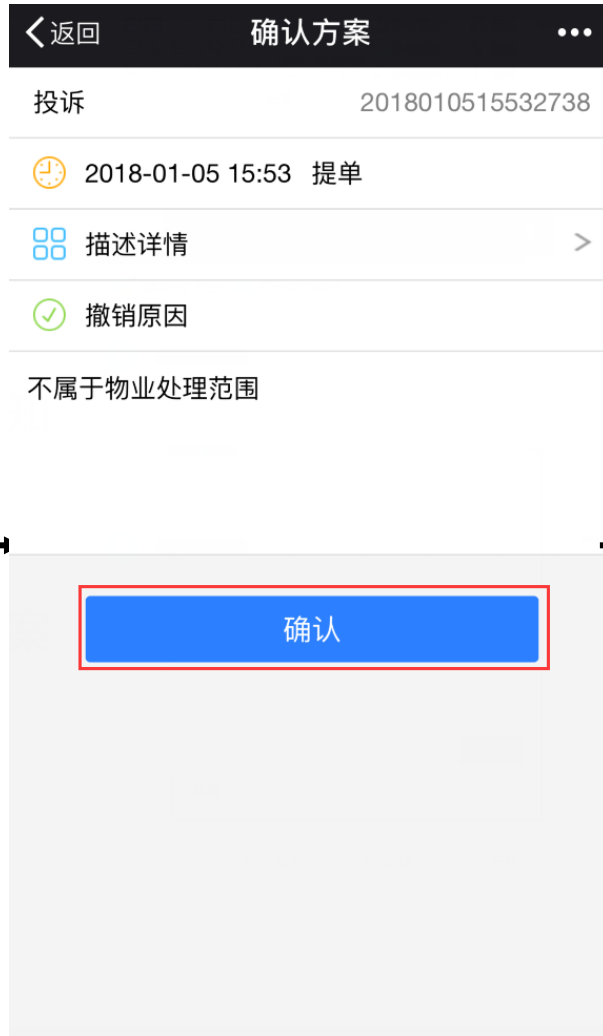 返回 确认方案
投诉 2018010515532738
2018-01-05 15:53 提单
描述详情
撤销原因
不属于物业处理范围
确认